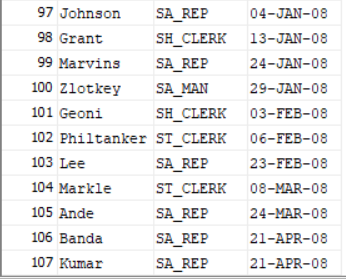 97 Johnson SA_REP 04-JAN-08
98 Grant SH_CLERK 13-JAN-08
99 Marvins SA_REP 24-JAN-08
100 Zlotkey SA_MAN 29-JAN-08
101 Geoni SH_CLERK 03-FEB-08
102 Philtanker ST_CLERK 06-FEB-08
103 Lee SA_REP 23-FEB-08
104 Markle ST_CLERK 08-MAR-08
105 Ande SA_REP 24-MAR-08
106 Banda SA_REP 21-APR-08
107 Kumar SA_REP 21-APR-08